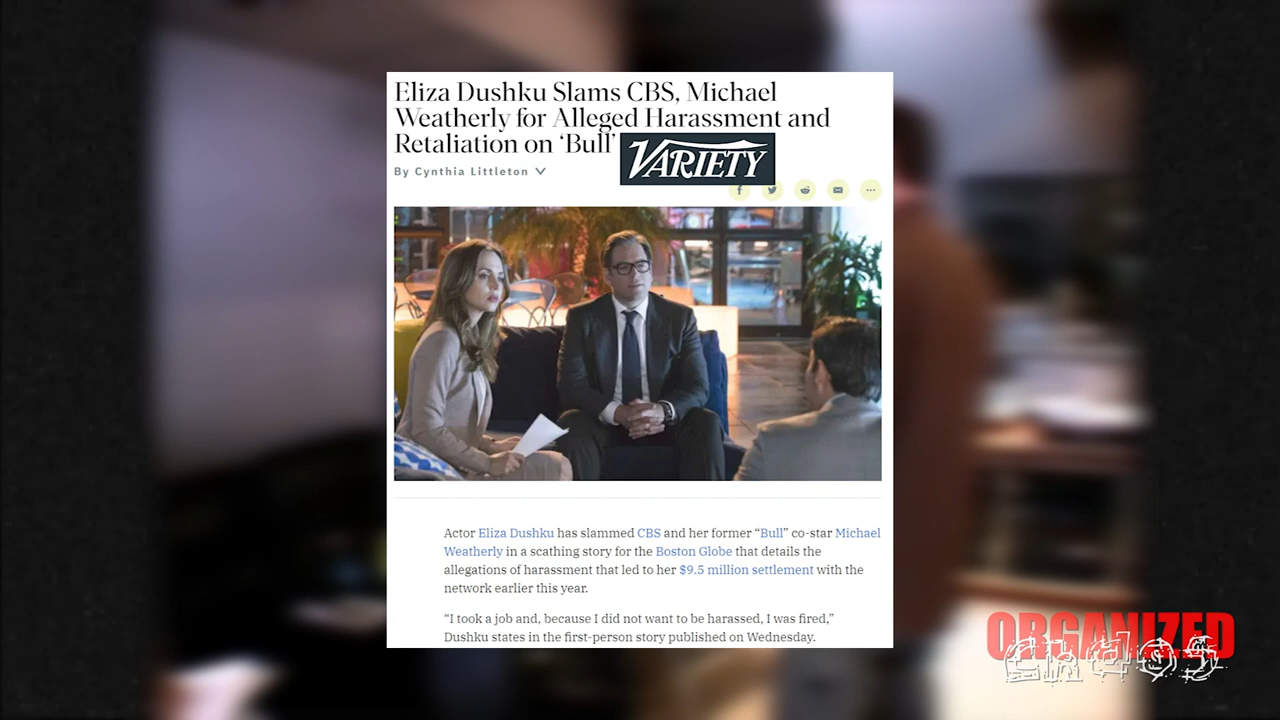 Eliza Dushku Slams CBS, Michael
Weatherly for Alleged Harassment and
Retaliation on ‘Bull’
VARIETY
By Cynthia Littleton
Actor Eliza Dushku has slammed CBS and her former “Bull” co-star Michael
Weatherly in a scathing story for the Boston Globe that details the
allegations of harassment that led to her $9.5 million settlement with the
network earlier this year.
“I took a job and, because I did not want to be harassed, I was fired,”
Dushku states in the first-person story published on Wednesday.
ORGANIZED
CHAOS